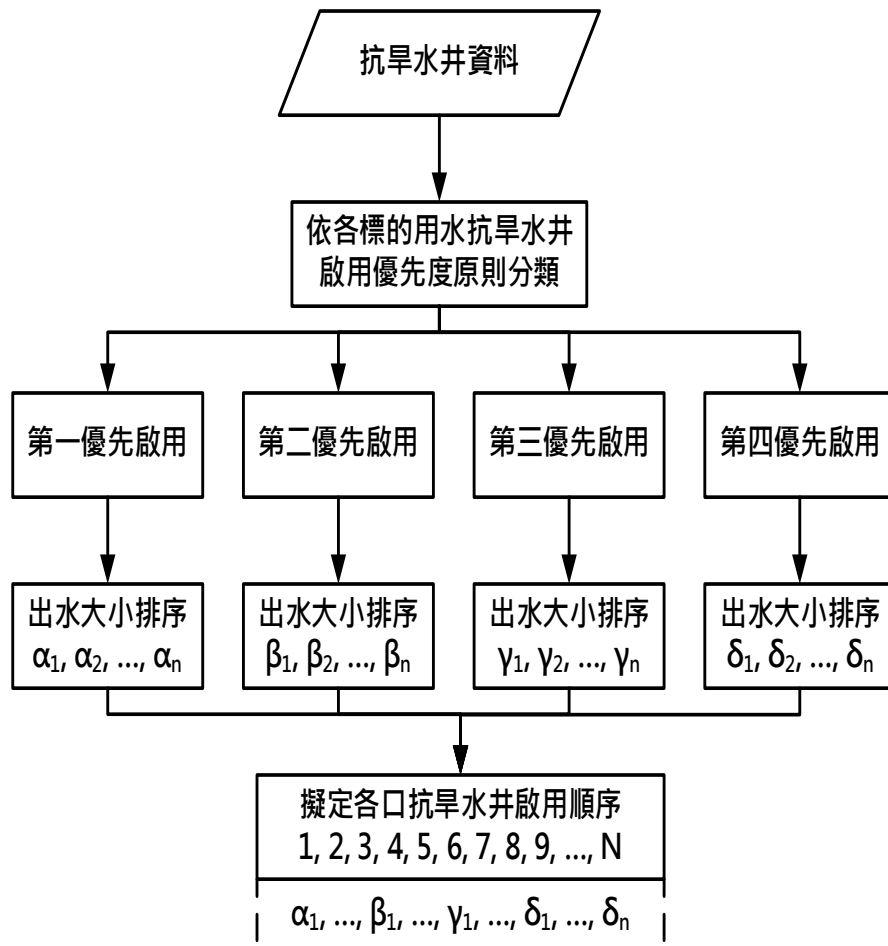 抗旱水井資料
依各標的用水抗旱水井
啟用優先度原則分類
第一優先啟用
第二優先啟用
第三優先啟用
第四優先啟用
出水大小排序
α₁, α₂, ..., αₙ
出水大小排序
β₁, β₂, ..., βₙ
出水大小排序
γ₁, γ₂, ..., γₙ
出水大小排序
δ₁, δ₂, ..., δₙ
擬定各口抗旱水井啟用順序
1, 2, 3, 4, 5, 6, 7, 8, 9, ..., N
α₁, ..., β₁, ..., γ₁, ..., δ₁, ..., δₙ